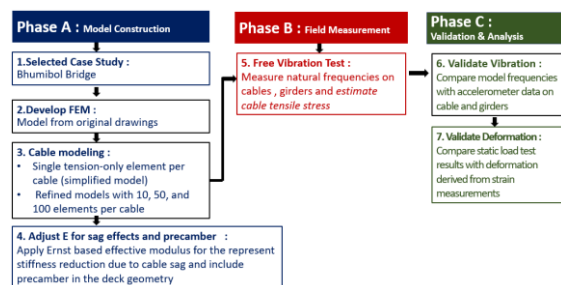 Phase A : Model Construction
1.Selected Case Study :
Bhumibol Bridge
2.Develop FEM :
Model from original drawings
3. Cable modeling :
• Single tension-only element per
cable (simplified model)
• Refined models with 10, 50, and
100 elements per cable
4. Adjust E for sag effects and precamber :
Apply Ernst based effective modulus for the represent
stiffness reduction due to cable sag and include
precamber in the deck geometry
Phase B : Field Measurement
5. Free Vibration Test :
Measure natural frequencies on
cables , girders and estimate
cable tensile stress
Phase C :
Validation & Analysis
6. Validate Vibration :
Compare model frequencies
with accelerometer data on
cable and girders
7. Validate Deformation :
Compare static load test
results with deformation
derived from strain
measurements